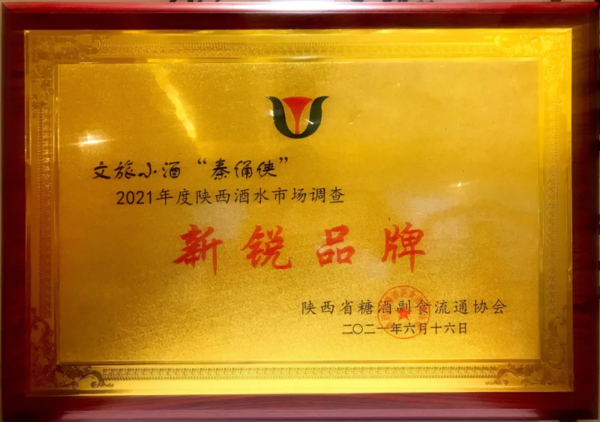 文旅小酒“秦俑侠”
2021年度陕西酒水市场调查
新锐品牌
陕西省糖酒副食流通协会
二〇二一年六月十六日